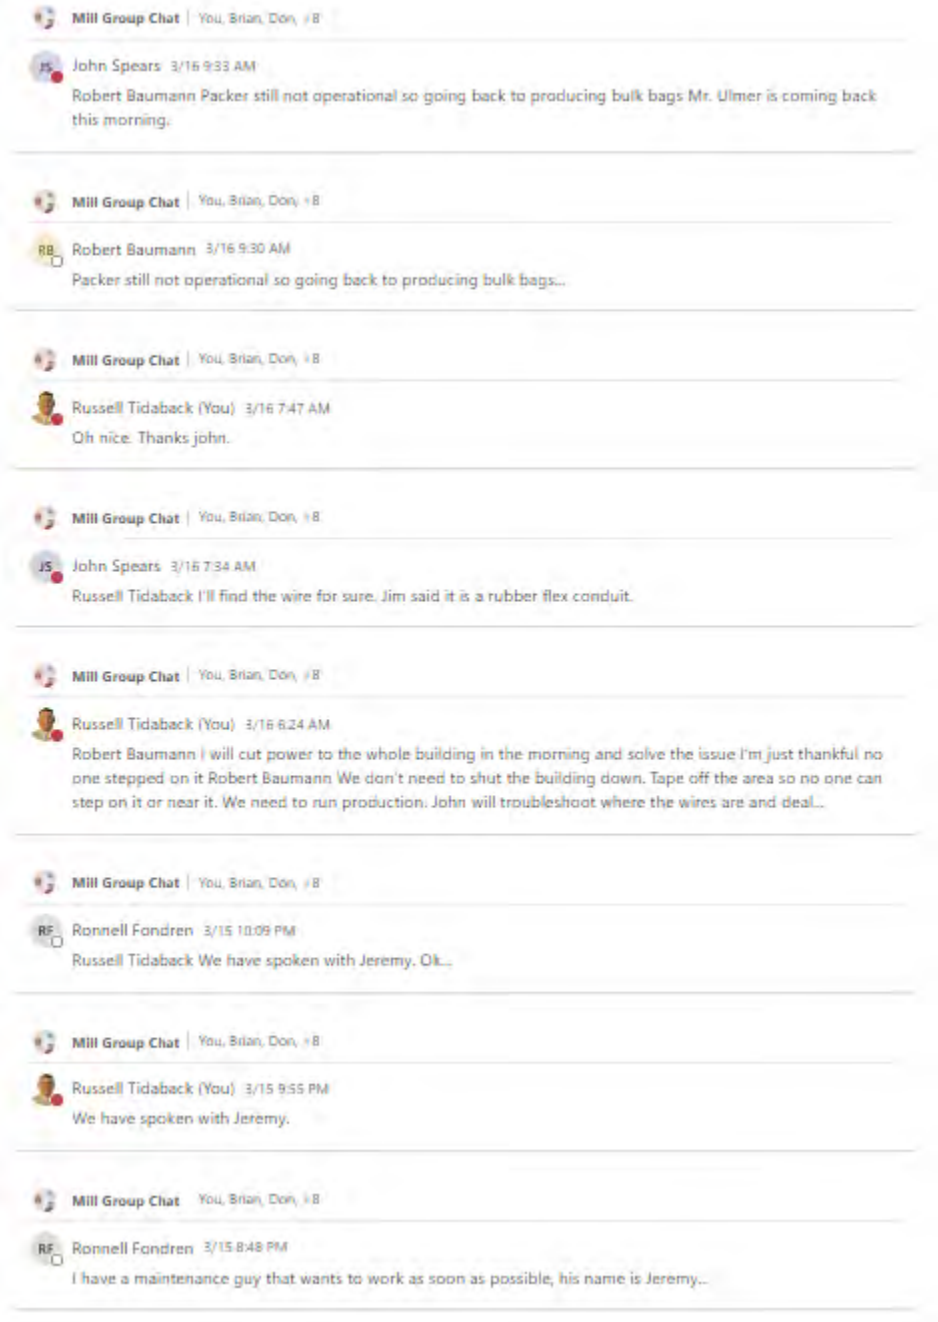 Mill Group Chat | You, Brian, Don, +8
JS John Spears 3/16 9:33 AM
Robert Baumann Packer still not operational so going back to producing bulk bags Mr. Ulmer is coming back
this morning.
Mill Group Chat | You, Brian, Don, +8
RB Robert Baumann 3/16 9:30 AM
Packer still not operational so going back to producing bulk bags...
Mill Group Chat | You, Brian, Don, +8
Russell Tidaback (You) 3/16 7:47 AM
Oh nice. Thanks john.
Mill Group Chat | You, Brian, Don, +8
JS John Spears 3/16 7:34 AM
Russell Tidaback I'll find the wire for sure. Jim said it is a rubber flex conduit.
Mill Group Chat | You, Brian, Don, +8
Russell Tidaback (You) 3/16 6:24 AM
Robert Baumann I will cut power to the whole building in the morning and solve the issue I'm just thankful no
one stepped on it Robert Baumann We don't need to shut the building down. Tape off the area so no one can
step on it or near it. We need to run production. John will troubleshoot where the wires are and deal...
Mill Group Chat | You, Brian, Don, +8
RF Ronnell Fondren 3/15 10:09 PM
Russell Tidaback We have spoken with Jeremy. Ok...
Mill Group Chat | You, Brian, Don, +8
Russell Tidaback (You) 3/15 9:55 PM
We have spoken with Jeremy.
Mill Group Chat You, Brian, Don, +8
RF Ronnell Fondren 3/15 8:48 PM
I have a maintenance guy that wants to work as soon as possible, his name is Jeremy...